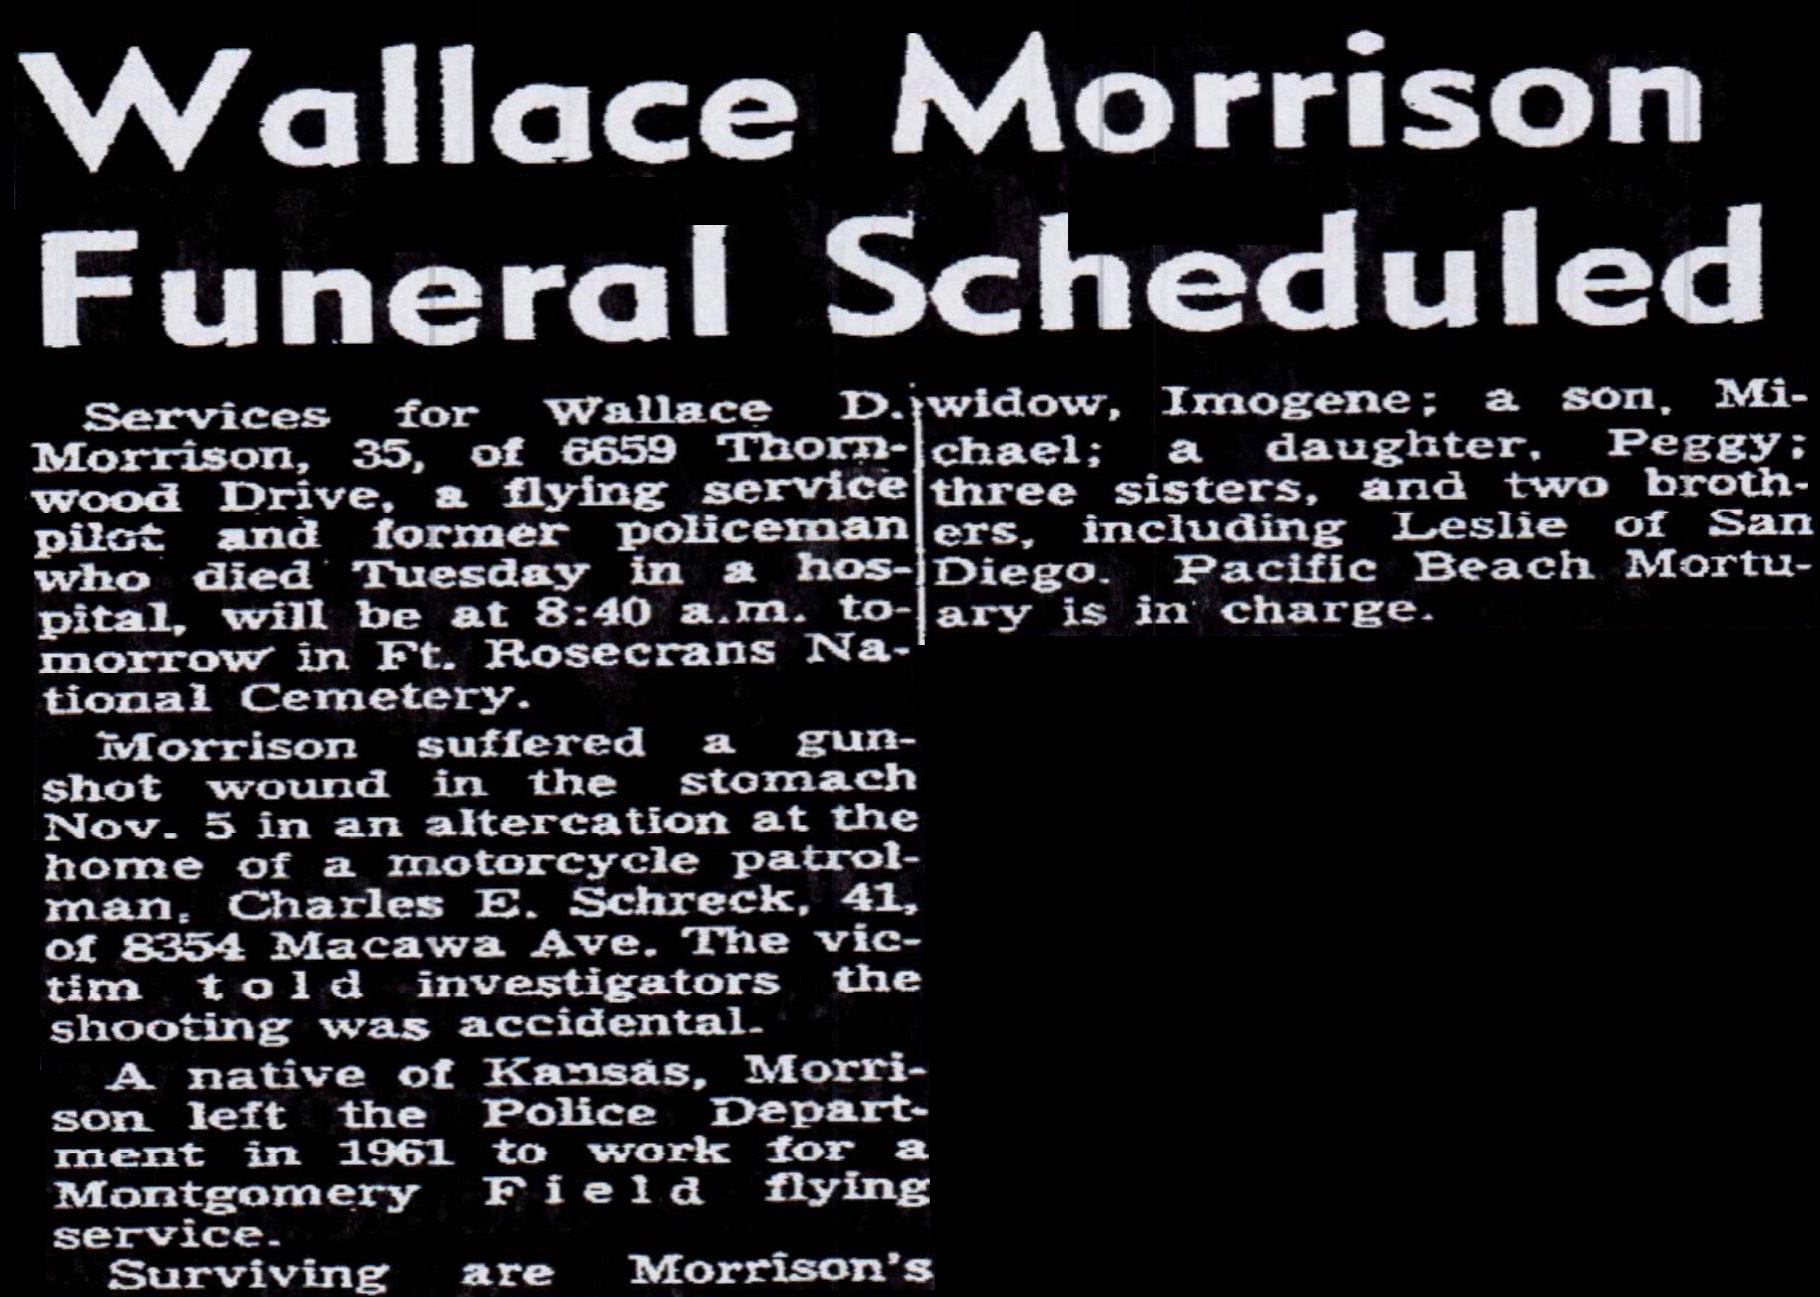 Wallace Morrison
Funeral Scheduled
Services for Wallace D.
Morrison, 35, of 6659 Thorn-
wood Drive, a flying service
pilot and former policeman
who died Tuesday in a hos-
pital, will be at 8:40 a.m. to-
morrow in Ft. Rosecrans Na-
tional Cemetery.
Morrison suffered a gun-
shot wound in the stomach
Nov. 5 in an altercation at the
home of a motorcycle patrol-
man, Charles E. Schreck, 41,
of 8354 Macawa Ave. The vic-
tim told investigators the
shooting was accidental.
A native of Kansas, Morri-
son left the Police Depart-
ment in 1961 to work for a
Montgomery Field flying
service.
Surviving are Morrison's
widow, Imogene; a son, Mi-
chael; a daughter, Peggy;
three sisters, and two broth-
ers, including Leslie of San
Diego. Pacific Beach Mortu-
ary is in charge.